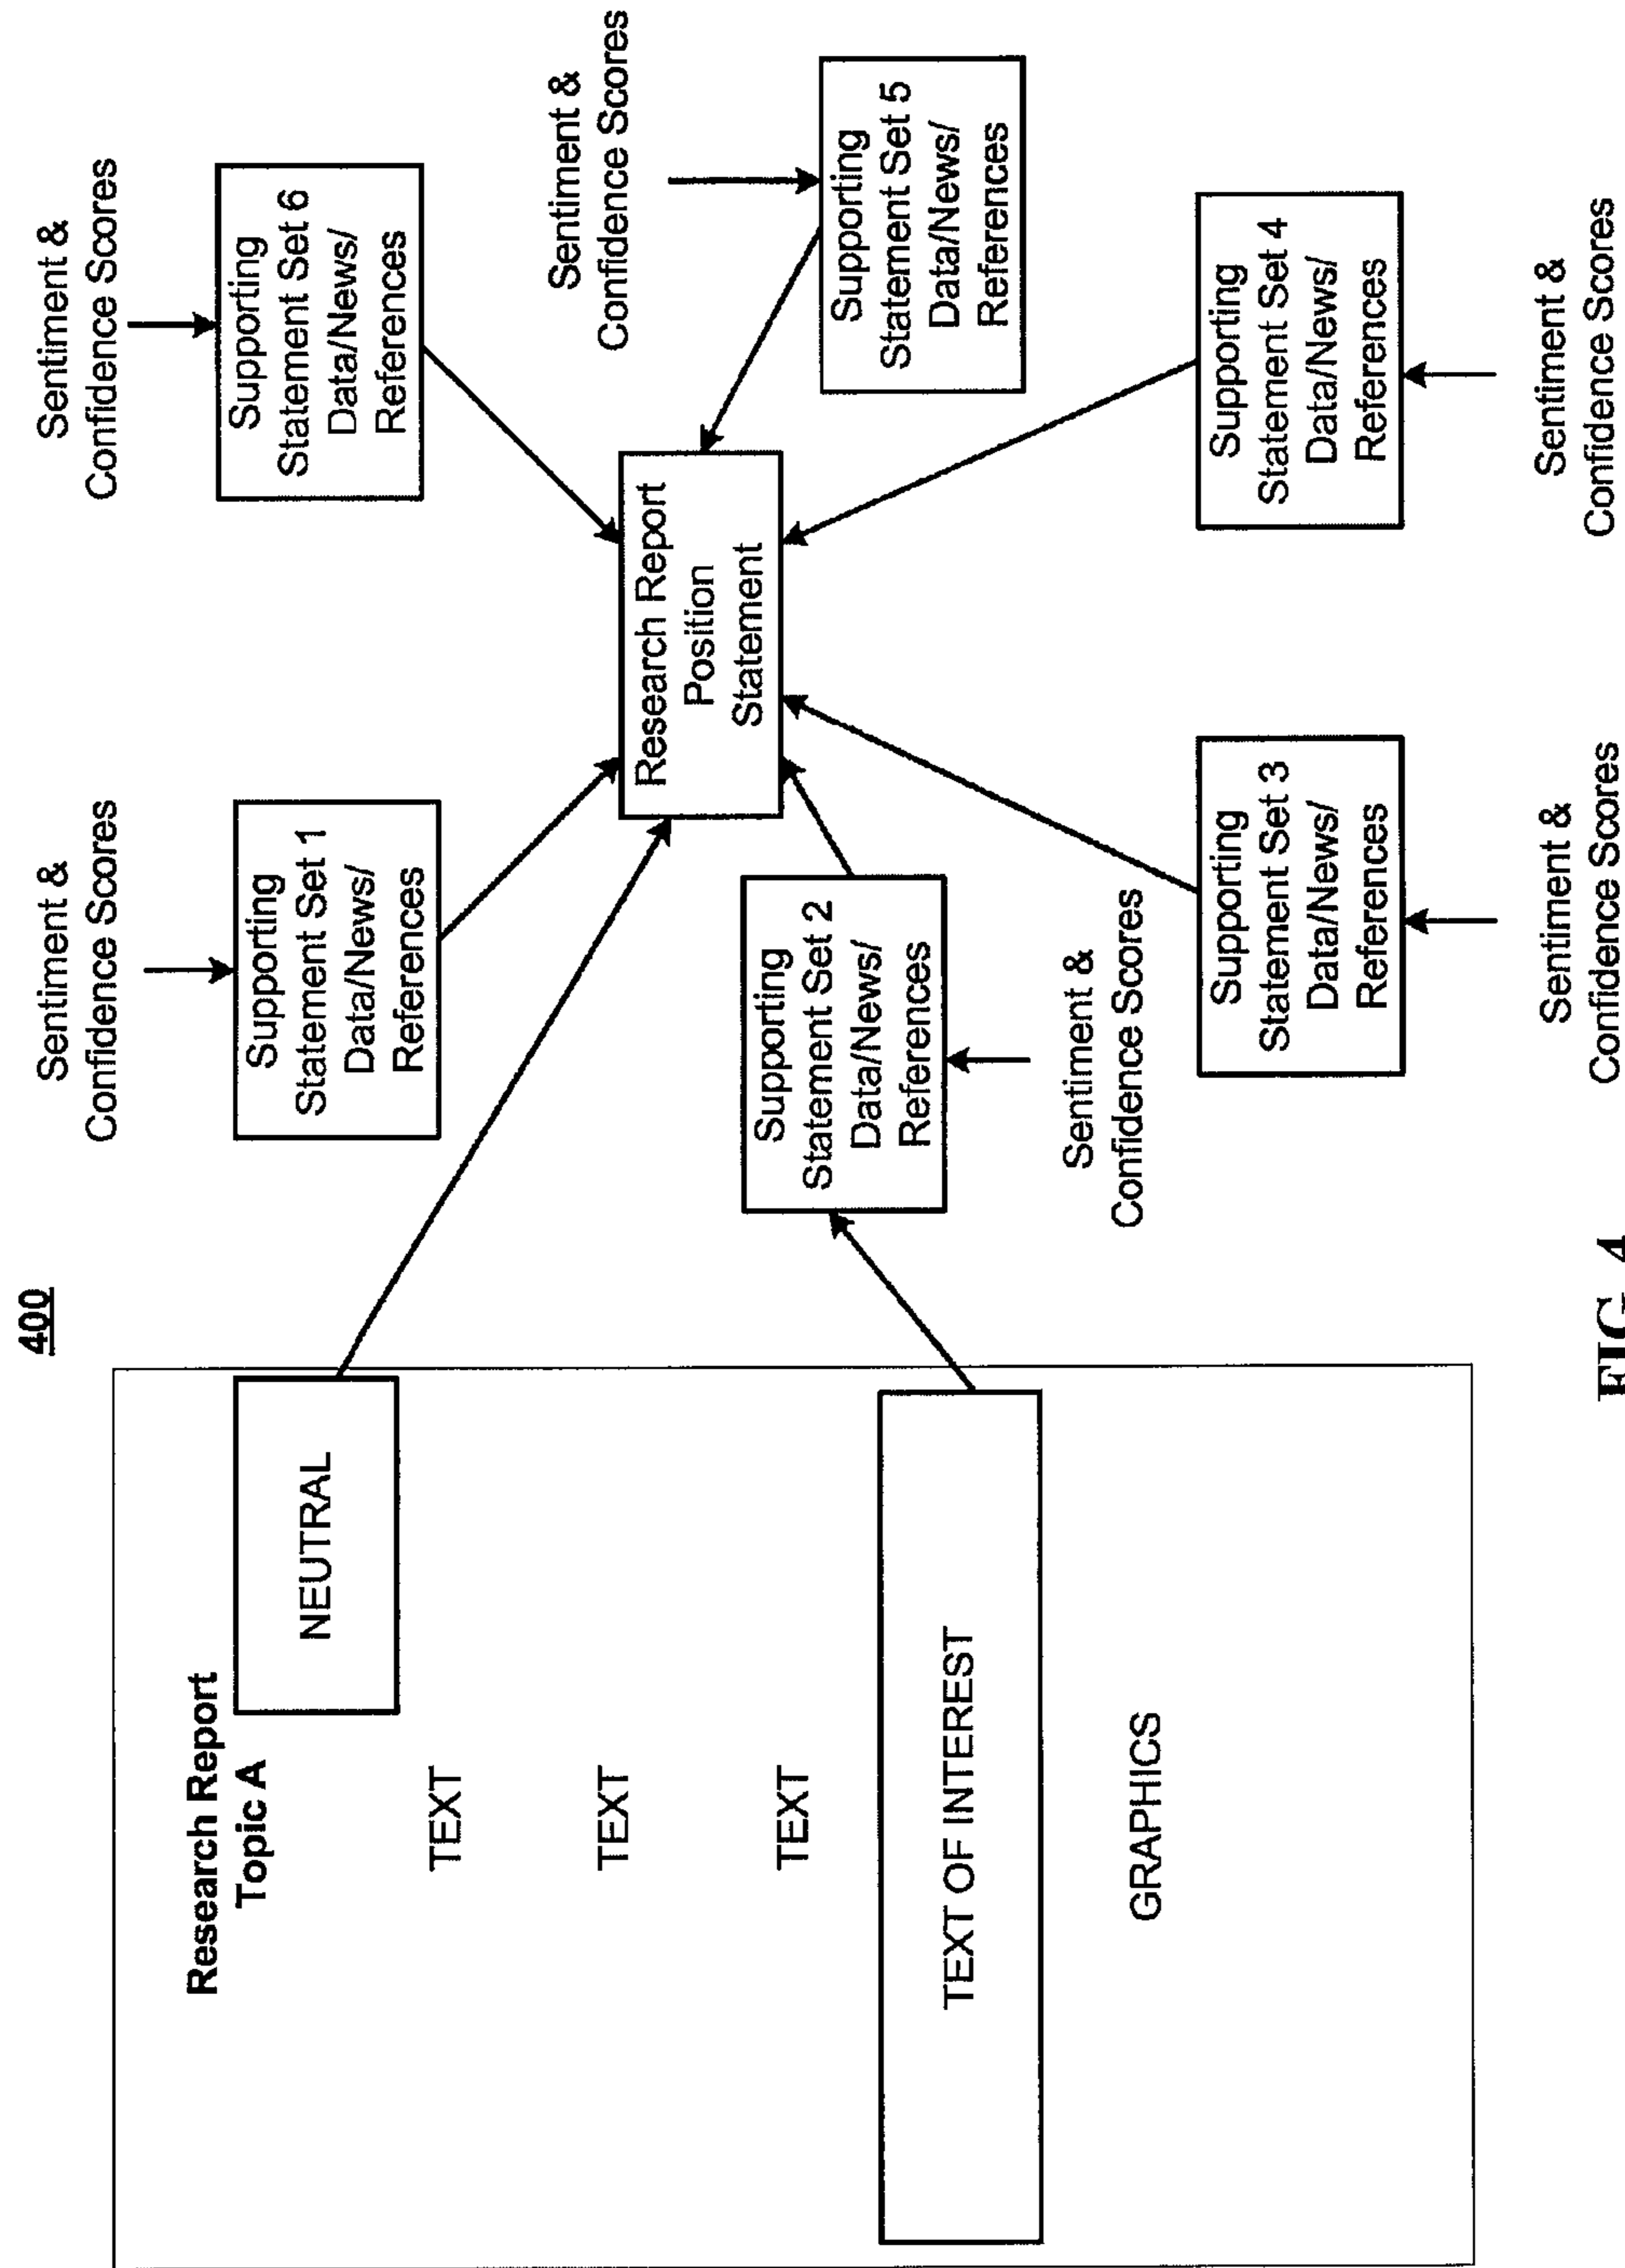 400
Research Report
Topic A
NEUTRAL
TEXT
TEXT
TEXT
TEXT OF INTEREST
GRAPHICS
Sentiment &
Confidence Scores
Supporting
Statement Set 1
Data/News/
References
Supporting
Statement Set 2
Data/News/
References
Sentiment &
Confidence Scores
Supporting
Statement Set 3
Data/News/
References
Sentiment &
Confidence Scores
Research Report
Position
Statement
Sentiment &
Confidence Scores
Supporting
Statement Set 6
Data/News/
References
Sentiment &
Confidence Scores
Supporting
Statement Set 5
Data/News/
References
Supporting
Statement Set 4
Data/News/
References
Sentiment &
Confidence Scores
FIG. 4